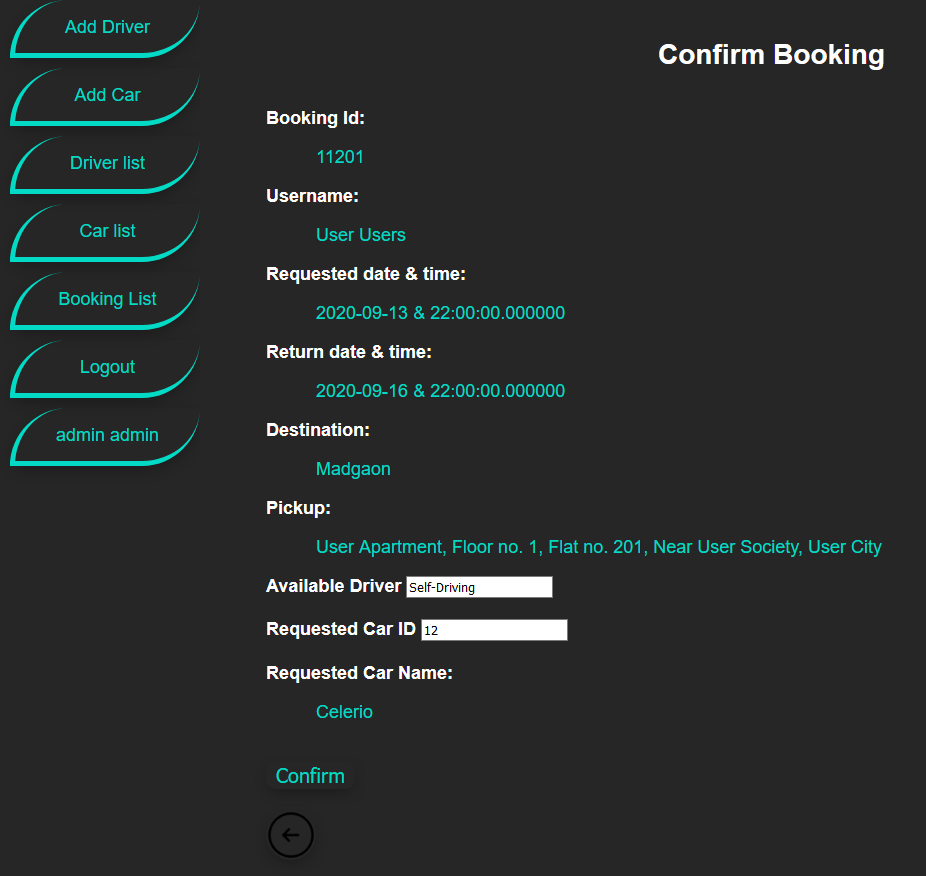 Add Driver
Add Car
Driver list
Car list
Booking List
Logout
admin admin
Confirm Booking
Booking Id:
11201
Username:
User Users
Requested date & time:
2020-09-13 & 22:00:00.000000
Return date & time:
2020-09-16 & 22:00:00.000000
Destination:
Madgaon
Pickup:
User Apartment, Floor no. 1, Flat no. 201, Near User Society, User City
Available Driver Self-Driving
Requested Car ID 12
Requested Car Name:
Celerio
Confirm